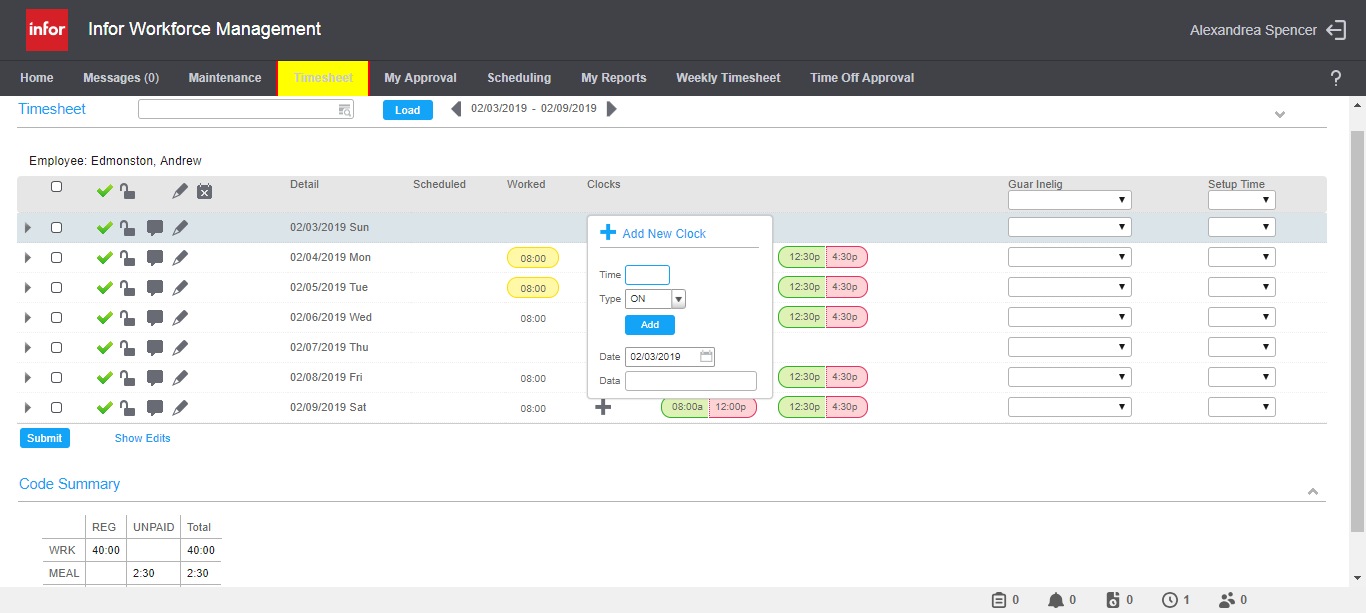 infor Infor Workforce Management Alexandrea Spencer
Home Messages (0) Maintenance Timesheet My Approval Scheduling My Reports Weekly Timesheet Time Off Approval ?
Timesheet Load 02/03/2019 - 02/09/2019
Employee: Edmonston, Andrew
Detail Scheduled Worked Clocks Guar Inelig Setup Time
02/03/2019 Sun
02/04/2019 Mon 08:00 12:30p 4:30p
02/05/2019 Tue 08:00 12:30p 4:30p
02/06/2019 Wed 08:00 12:30p 4:30p
02/07/2019 Thu
02/08/2019 Fri 08:00 12:30p 4:30p
02/09/2019 Sat 08:00 08:00a 12:00p 12:30p 4:30p
Add New Clock
Time
Type ON
Add
Date 02/03/2019
Data
Submit Show Edits
Code Summary
REG UNPAID Total
WRK 40:00 40:00
MEAL 2:30 2:30
0 0 0 1 0